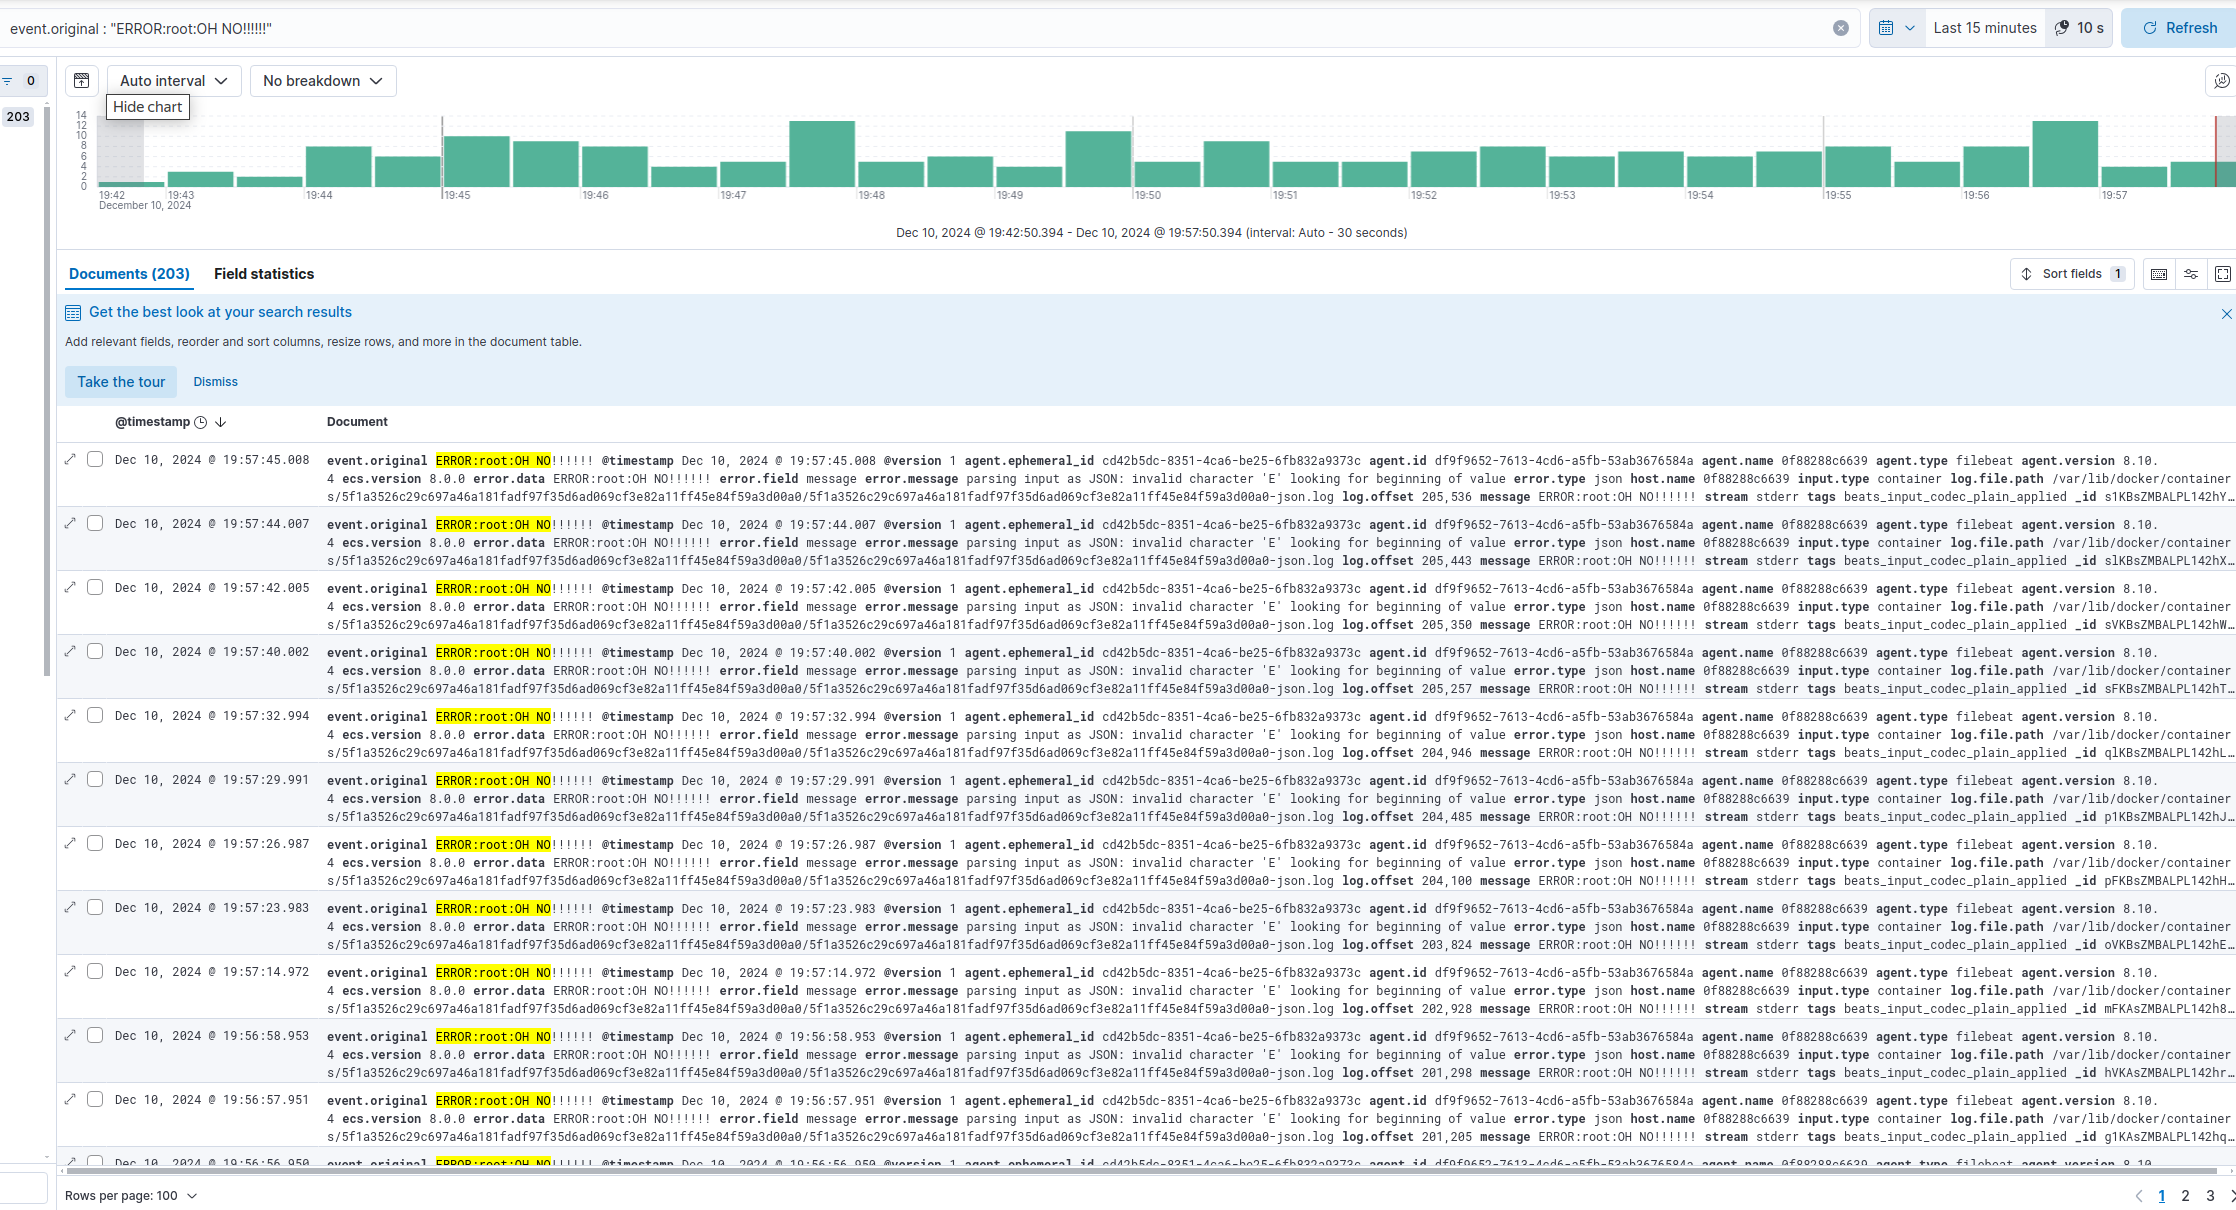 event.original : "ERROR:root:OH NO!!!!!!"
Last 15 minutes
10 s
Refresh
0
203
Auto interval
No breakdown
Hide chart
14
12
10
8
6
4
2
0
19:42 19:43 19:44 19:45 19:46 19:47 19:48 19:49 19:50 19:51 19:52 19:53 19:54 19:55 19:56 19:57
December 10, 2024
Dec 10, 2024 @ 19:42:50.394 - Dec 10, 2024 @ 19:57:50.394 (interval: Auto - 30 seconds)
Documents (203) Field statistics
Sort fields 1
Get the best look at your search results
Add relevant fields, reorder and sort columns, resize rows, and more in the document table.
Take the tour Dismiss
@timestamp Document
Dec 10, 2024 @ 19:57:45.008 event.original ERROR:root:OH NO!!!!!! @timestamp Dec 10, 2024 @ 19:57:45.008 @version 1 agent.ephemeral_id cd42b5dc-8351-4ca6-be25-6fb832a9373c agent.id df9f9652-7613-4cd6-a5fb-53ab3676584a agent.name 0f88288c6639 agent.type filebeat agent.version 8.10.
4 ecs.version 8.0.0 error.data ERROR:root:OH NO!!!!!! error.field message error.message parsing input as JSON: invalid character 'E' looking for beginning of value error.type json host.name 0f88288c6639 input.type container log.file.path /var/lib/docker/container
s/5f1a3526c29c697a46a181fadf97f35d6ad069cf3e82a11ff45e84f59a3d00a0/5f1a3526c29c697a46a181fadf97f35d6ad069cf3e82a11ff45e84f59a3d00a0-json.log log.offset 205,536 message ERROR:root:OH NO!!!!!! stream stderr tags beats_input_codec_plain_applied _id s1KBsZMBALPL142hY…
Dec 10, 2024 @ 19:57:44.007 event.original ERROR:root:OH NO!!!!!! @timestamp Dec 10, 2024 @ 19:57:44.007 @version 1 agent.ephemeral_id cd42b5dc-8351-4ca6-be25-6fb832a9373c agent.id df9f9652-7613-4cd6-a5fb-53ab3676584a agent.name 0f88288c6639 agent.type filebeat agent.version 8.10.
4 ecs.version 8.0.0 error.data ERROR:root:OH NO!!!!!! error.field message error.message parsing input as JSON: invalid character 'E' looking for beginning of value error.type json host.name 0f88288c6639 input.type container log.file.path /var/lib/docker/container
s/5f1a3526c29c697a46a181fadf97f35d6ad069cf3e82a11ff45e84f59a3d00a0/5f1a3526c29c697a46a181fadf97f35d6ad069cf3e82a11ff45e84f59a3d00a0-json.log log.offset 205,443 message ERROR:root:OH NO!!!!!! stream stderr tags beats_input_codec_plain_applied _id slKBsZMBALPL142hX…
Dec 10, 2024 @ 19:57:42.005 event.original ERROR:root:OH NO!!!!!! @timestamp Dec 10, 2024 @ 19:57:42.005 @version 1 agent.ephemeral_id cd42b5dc-8351-4ca6-be25-6fb832a9373c agent.id df9f9652-7613-4cd6-a5fb-53ab3676584a agent.name 0f88288c6639 agent.type filebeat agent.version 8.10.
4 ecs.version 8.0.0 error.data ERROR:root:OH NO!!!!!! error.field message error.message parsing input as JSON: invalid character 'E' looking for beginning of value error.type json host.name 0f88288c6639 input.type container log.file.path /var/lib/docker/container
s/5f1a3526c29c697a46a181fadf97f35d6ad069cf3e82a11ff45e84f59a3d00a0/5f1a3526c29c697a46a181fadf97f35d6ad069cf3e82a11ff45e84f59a3d00a0-json.log log.offset 205,350 message ERROR:root:OH NO!!!!!! stream stderr tags beats_input_codec_plain_applied _id sVKBsZMBALPL142hW…
Dec 10, 2024 @ 19:57:40.002 event.original ERROR:root:OH NO!!!!!! @timestamp Dec 10, 2024 @ 19:57:40.002 @version 1 agent.ephemeral_id cd42b5dc-8351-4ca6-be25-6fb832a9373c agent.id df9f9652-7613-4cd6-a5fb-53ab3676584a agent.name 0f88288c6639 agent.type filebeat agent.version 8.10.
4 ecs.version 8.0.0 error.data ERROR:root:OH NO!!!!!! error.field message error.message parsing input as JSON: invalid character 'E' looking for beginning of value error.type json host.name 0f88288c6639 input.type container log.file.path /var/lib/docker/container
s/5f1a3526c29c697a46a181fadf97f35d6ad069cf3e82a11ff45e84f59a3d00a0/5f1a3526c29c697a46a181fadf97f35d6ad069cf3e82a11ff45e84f59a3d00a0-json.log log.offset 205,257 message ERROR:root:OH NO!!!!!! stream stderr tags beats_input_codec_plain_applied _id sFKBsZMBALPL142hT…
Dec 10, 2024 @ 19:57:32.994 event.original ERROR:root:OH NO!!!!!! @timestamp Dec 10, 2024 @ 19:57:32.994 @version 1 agent.ephemeral_id cd42b5dc-8351-4ca6-be25-6fb832a9373c agent.id df9f9652-7613-4cd6-a5fb-53ab3676584a agent.name 0f88288c6639 agent.type filebeat agent.version 8.10.
4 ecs.version 8.0.0 error.data ERROR:root:OH NO!!!!!! error.field message error.message parsing input as JSON: invalid character 'E' looking for beginning of value error.type json host.name 0f88288c6639 input.type container log.file.path /var/lib/docker/container
s/5f1a3526c29c697a46a181fadf97f35d6ad069cf3e82a11ff45e84f59a3d00a0/5f1a3526c29c697a46a181fadf97f35d6ad069cf3e82a11ff45e84f59a3d00a0-json.log log.offset 204,946 message ERROR:root:OH NO!!!!!! stream stderr tags beats_input_codec_plain_applied _id qlKBsZMBALPL142hL…
Dec 10, 2024 @ 19:57:29.991 event.original ERROR:root:OH NO!!!!!! @timestamp Dec 10, 2024 @ 19:57:29.991 @version 1 agent.ephemeral_id cd42b5dc-8351-4ca6-be25-6fb832a9373c agent.id df9f9652-7613-4cd6-a5fb-53ab3676584a agent.name 0f88288c6639 agent.type filebeat agent.version 8.10.
4 ecs.version 8.0.0 error.data ERROR:root:OH NO!!!!!! error.field message error.message parsing input as JSON: invalid character 'E' looking for beginning of value error.type json host.name 0f88288c6639 input.type container log.file.path /var/lib/docker/container
s/5f1a3526c29c697a46a181fadf97f35d6ad069cf3e82a11ff45e84f59a3d00a0/5f1a3526c29c697a46a181fadf97f35d6ad069cf3e82a11ff45e84f59a3d00a0-json.log log.offset 204,485 message ERROR:root:OH NO!!!!!! stream stderr tags beats_input_codec_plain_applied _id p1KBsZMBALPL142hJ…
Dec 10, 2024 @ 19:57:26.987 event.original ERROR:root:OH NO!!!!!! @timestamp Dec 10, 2024 @ 19:57:26.987 @version 1 agent.ephemeral_id cd42b5dc-8351-4ca6-be25-6fb832a9373c agent.id df9f9652-7613-4cd6-a5fb-53ab3676584a agent.name 0f88288c6639 agent.type filebeat agent.version 8.10.
4 ecs.version 8.0.0 error.data ERROR:root:OH NO!!!!!! error.field message error.message parsing input as JSON: invalid character 'E' looking for beginning of value error.type json host.name 0f88288c6639 input.type container log.file.path /var/lib/docker/container
s/5f1a3526c29c697a46a181fadf97f35d6ad069cf3e82a11ff45e84f59a3d00a0/5f1a3526c29c697a46a181fadf97f35d6ad069cf3e82a11ff45e84f59a3d00a0-json.log log.offset 204,100 message ERROR:root:OH NO!!!!!! stream stderr tags beats_input_codec_plain_applied _id pFKBsZMBALPL142hH…
Dec 10, 2024 @ 19:57:23.983 event.original ERROR:root:OH NO!!!!!! @timestamp Dec 10, 2024 @ 19:57:23.983 @version 1 agent.ephemeral_id cd42b5dc-8351-4ca6-be25-6fb832a9373c agent.id df9f9652-7613-4cd6-a5fb-53ab3676584a agent.name 0f88288c6639 agent.type filebeat agent.version 8.10.
4 ecs.version 8.0.0 error.data ERROR:root:OH NO!!!!!! error.field message error.message parsing input as JSON: invalid character 'E' looking for beginning of value error.type json host.name 0f88288c6639 input.type container log.file.path /var/lib/docker/container
s/5f1a3526c29c697a46a181fadf97f35d6ad069cf3e82a11ff45e84f59a3d00a0/5f1a3526c29c697a46a181fadf97f35d6ad069cf3e82a11ff45e84f59a3d00a0-json.log log.offset 203,824 message ERROR:root:OH NO!!!!!! stream stderr tags beats_input_codec_plain_applied _id oVKBsZMBALPL142hE…
Dec 10, 2024 @ 19:57:14.972 event.original ERROR:root:OH NO!!!!!! @timestamp Dec 10, 2024 @ 19:57:14.972 @version 1 agent.ephemeral_id cd42b5dc-8351-4ca6-be25-6fb832a9373c agent.id df9f9652-7613-4cd6-a5fb-53ab3676584a agent.name 0f88288c6639 agent.type filebeat agent.version 8.10.
4 ecs.version 8.0.0 error.data ERROR:root:OH NO!!!!!! error.field message error.message parsing input as JSON: invalid character 'E' looking for beginning of value error.type json host.name 0f88288c6639 input.type container log.file.path /var/lib/docker/container
s/5f1a3526c29c697a46a181fadf97f35d6ad069cf3e82a11ff45e84f59a3d00a0/5f1a3526c29c697a46a181fadf97f35d6ad069cf3e82a11ff45e84f59a3d00a0-json.log log.offset 202,928 message ERROR:root:OH NO!!!!!! stream stderr tags beats_input_codec_plain_applied _id mFKAsZMBALPL142h8…
Dec 10, 2024 @ 19:56:58.953 event.original ERROR:root:OH NO!!!!!! @timestamp Dec 10, 2024 @ 19:56:58.953 @version 1 agent.ephemeral_id cd42b5dc-8351-4ca6-be25-6fb832a9373c agent.id df9f9652-7613-4cd6-a5fb-53ab3676584a agent.name 0f88288c6639 agent.type filebeat agent.version 8.10.
4 ecs.version 8.0.0 error.data ERROR:root:OH NO!!!!!! error.field message error.message parsing input as JSON: invalid character 'E' looking for beginning of value error.type json host.name 0f88288c6639 input.type container log.file.path /var/lib/docker/container
s/5f1a3526c29c697a46a181fadf97f35d6ad069cf3e82a11ff45e84f59a3d00a0/5f1a3526c29c697a46a181fadf97f35d6ad069cf3e82a11ff45e84f59a3d00a0-json.log log.offset 201,298 message ERROR:root:OH NO!!!!!! stream stderr tags beats_input_codec_plain_applied _id hVKAsZMBALPL142hr…
Dec 10, 2024 @ 19:56:57.951 event.original ERROR:root:OH NO!!!!!! @timestamp Dec 10, 2024 @ 19:56:57.951 @version 1 agent.ephemeral_id cd42b5dc-8351-4ca6-be25-6fb832a9373c agent.id df9f9652-7613-4cd6-a5fb-53ab3676584a agent.name 0f88288c6639 agent.type filebeat agent.version 8.10.
4 ecs.version 8.0.0 error.data ERROR:root:OH NO!!!!!! error.field message error.message parsing input as JSON: invalid character 'E' looking for beginning of value error.type json host.name 0f88288c6639 input.type container log.file.path /var/lib/docker/container
s/5f1a3526c29c697a46a181fadf97f35d6ad069cf3e82a11ff45e84f59a3d00a0/5f1a3526c29c697a46a181fadf97f35d6ad069cf3e82a11ff45e84f59a3d00a0-json.log log.offset 201,205 message ERROR:root:OH NO!!!!!! stream stderr tags beats_input_codec_plain_applied _id g1KAsZMBALPL142hq…
Dec 10, 2024 @ 19:56:56.950 event.original ERROR:root:OH NO!!!!!! @timestamp Dec 10, 2024 @ 19:56:56.950 @version 1 agent.ephemeral_id cd42b5dc-8351-4ca6-be25-6fb832a9373c agent.id df9f9652-7613-4cd6-a5fb-53ab3676584a agent.name 0f88288c6639 agent.type filebeat agent.version 8.10.
Rows per page: 100
1 2 3